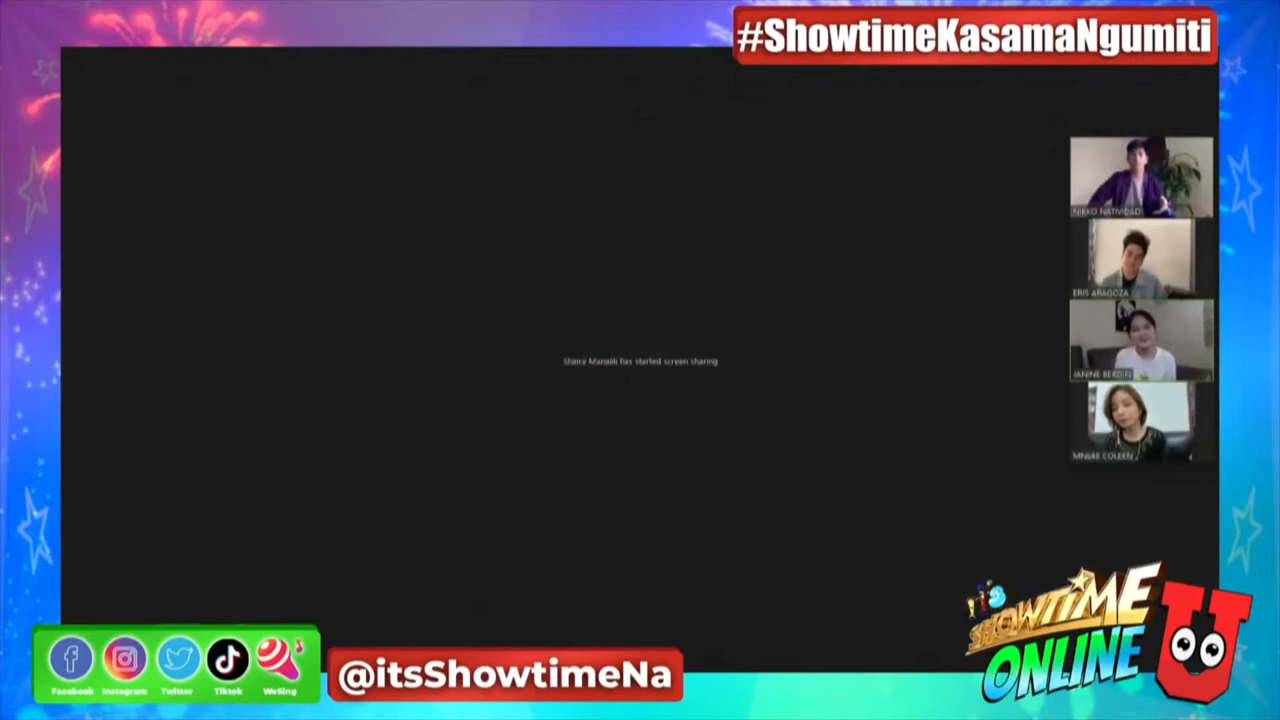 #ShowtimeKasamaNgumiti
NIKKO NATIVIDAD
ERIS ARAGOZA
Shaira Manalili has started screen sharing
JANINE BERDIN
MNL48 COLEEN
it's
SHOWTiME
ONLINE U
Facebook Instagram Twitter Tiktok WeSing
@itsShowtimeNa